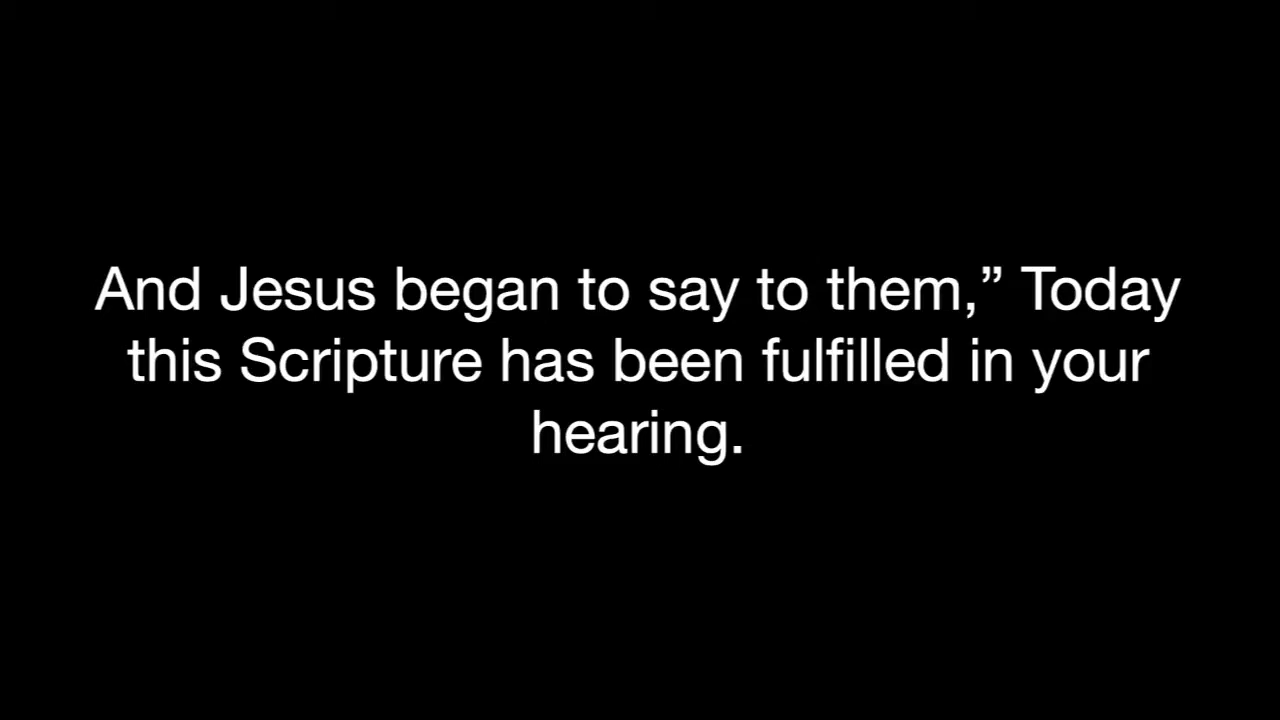 And Jesus began to say to them,” Today
this Scripture has been fulfilled in your
hearing.